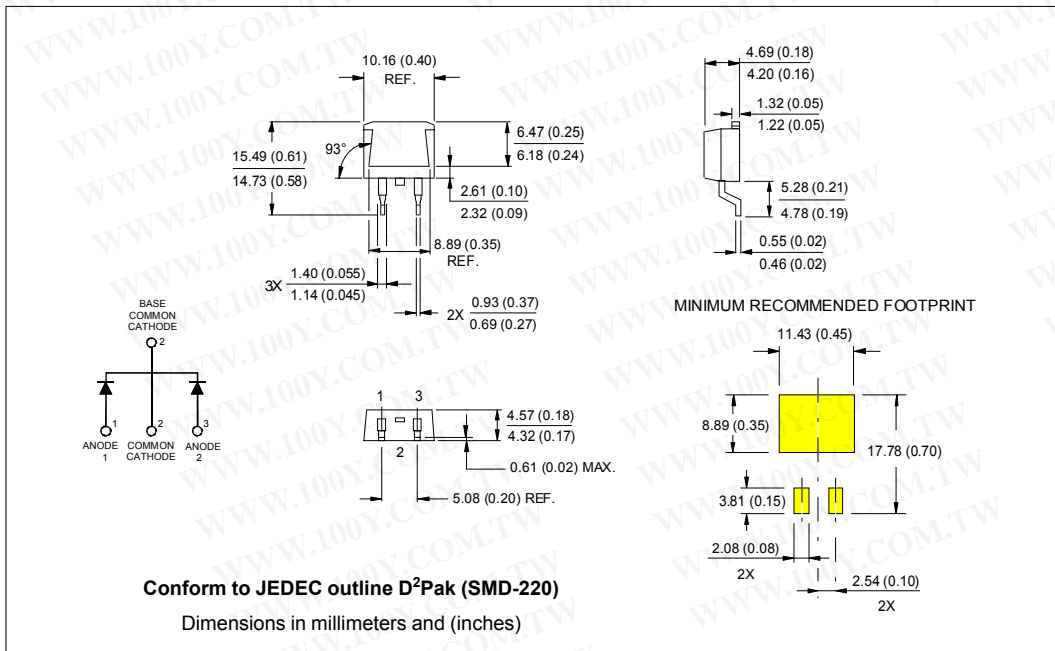 10.16 (0.40)
REF.
4.69 (0.18)
4.20 (0.16)
1.32 (0.05)
1.22 (0.05)
15.49 (0.61)
14.73 (0.58)
93°
6.47 (0.25)
6.18 (0.24)
2.61 (0.10)
2.32 (0.09)
5.28 (0.21)
4.78 (0.19)
8.89 (0.35)
REF.
0.55 (0.02)
0.46 (0.02)
3X 1.40 (0.055)
1.14 (0.045)
2X 0.93 (0.37)
0.69 (0.27)
MINIMUM RECOMMENDED FOOTPRINT
11.43 (0.45)
BASE
COMMON
CATHODE
2
1 2 3
ANODE
1
COMMON
CATHODE
ANODE
2
1 3
2
4.57 (0.18)
4.32 (0.17)
0.61 (0.02) MAX.
5.08 (0.20) REF.
8.89 (0.35)
17.78 (0.70)
3.81 (0.15)
2.08 (0.08)
2X
2.54 (0.10)
2X
Conform to JEDEC outline D²Pak (SMD-220)
Dimensions in millimeters and (inches)
WWW.100Y.COM.TW